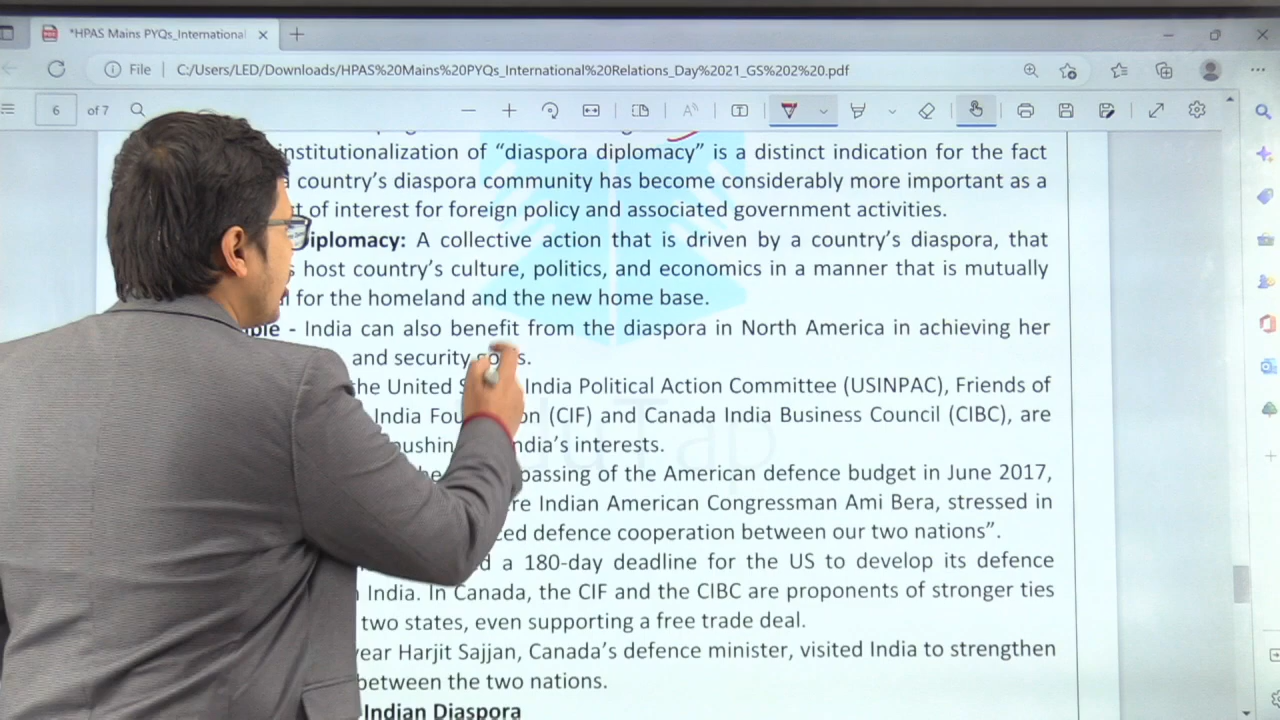 *HPAS Mains PYQs_International
File C:/Users/LED/Downloads/HPAS%20Mains%20PYQs_International%20Relations_Day%2021_GS%202%20.pdf
6 of 7
institutionalization of “diaspora diplomacy” is a distinct indication for the fact
country’s diaspora community has become considerably more important as a
of interest for foreign policy and associated government activities.
iplomacy: A collective action that is driven by a country’s diaspora, that
host country’s culture, politics, and economics in a manner that is mutually
for the homeland and the new home base.
- India can also benefit from the diaspora in North America in achieving her
and security
the United India Political Action Committee (USINPAC), Friends of
India (CIF) and Canada India Business Council (CIBC), are
India’s interests.
passing of the American defence budget in June 2017,
Indian American Congressman Ami Bera, stressed in
defence cooperation between our two nations”.
a 180-day deadline for the US to develop its defence
India. In Canada, the CIF and the CIBC are proponents of stronger ties
two states, even supporting a free trade deal.
year Harjit Sajjan, Canada’s defence minister, visited India to strengthen
between the two nations.
Indian Diaspora